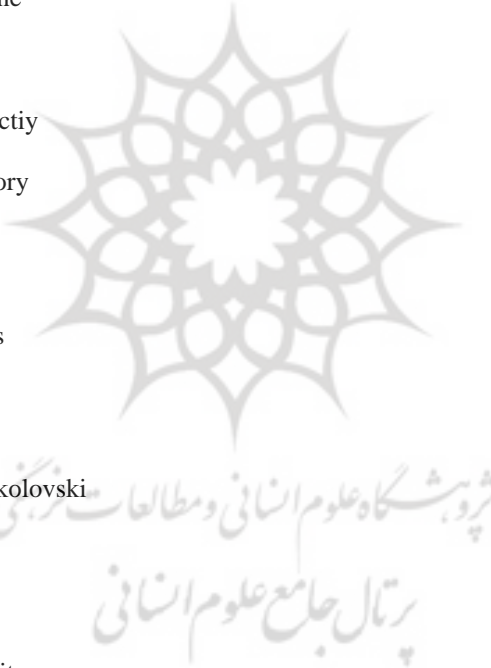 ne
ctiy
ory
s
kolovski
پژوهشگاه علوم انسانی و مطالعات فرهنگی
پرتال جامع علوم انسانی